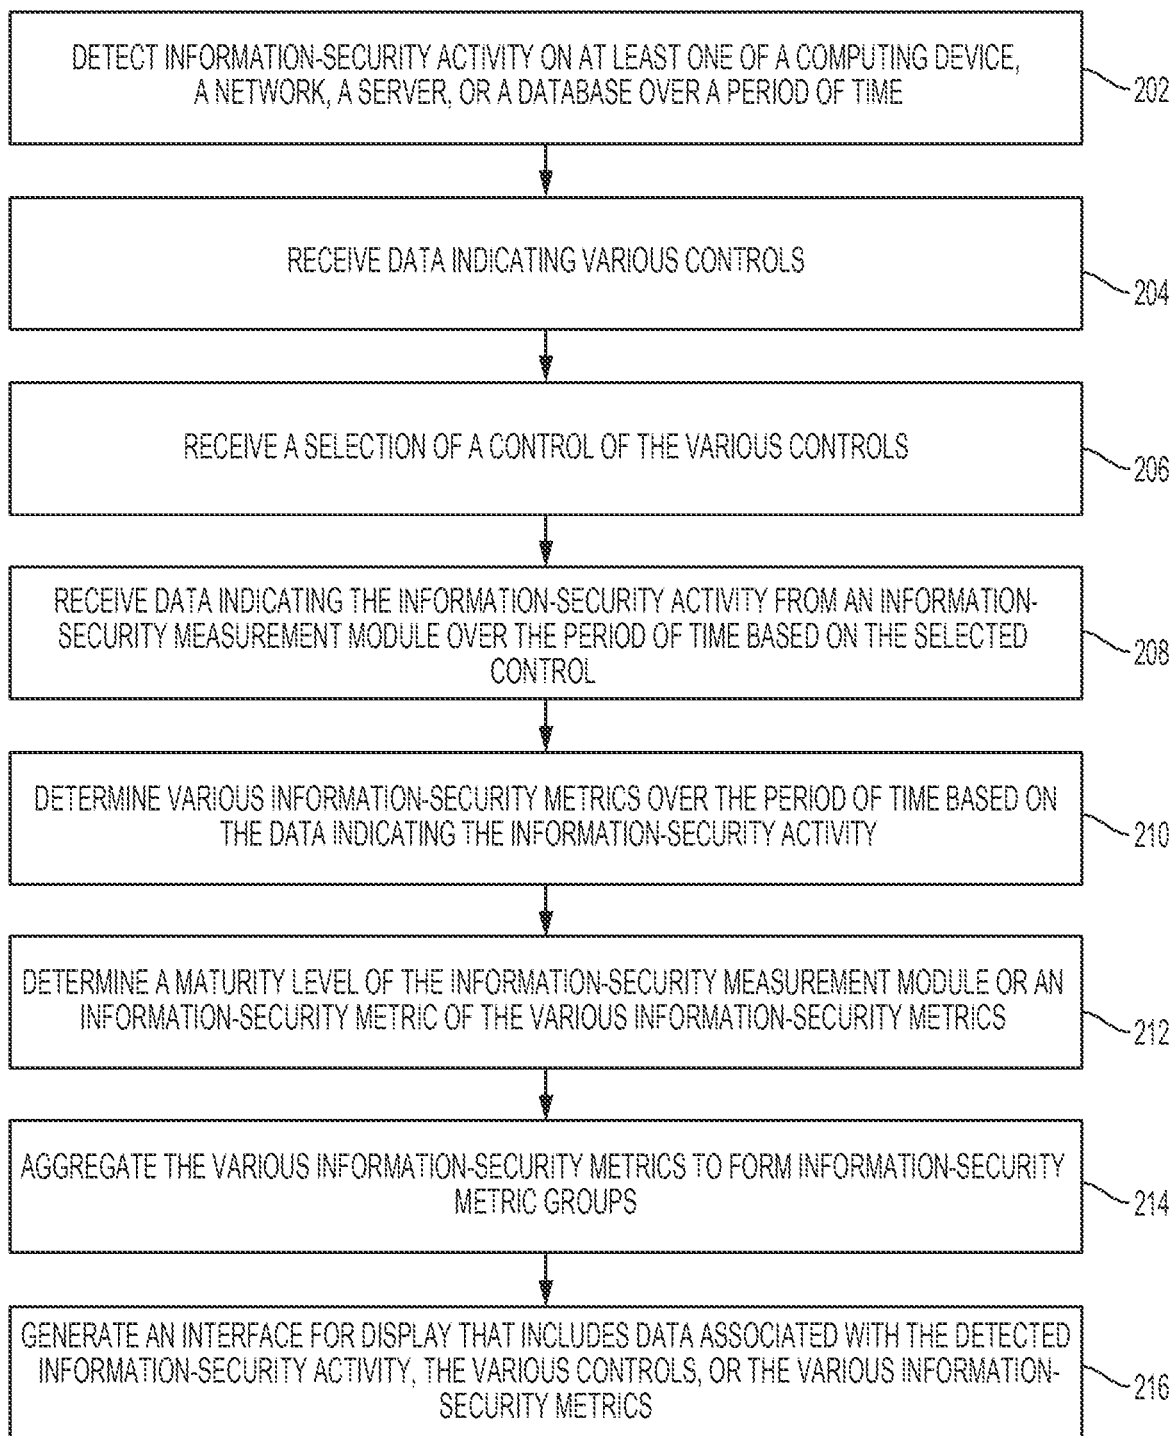 DETECT INFORMATION-SECURITY ACTIVITY ON AT LEAST ONE OF A COMPUTING DEVICE,
A NETWORK, A SERVER, OR A DATABASE OVER A PERIOD OF TIME
202
RECEIVE DATA INDICATING VARIOUS CONTROLS
204
RECEIVE A SELECTION OF A CONTROL OF THE VARIOUS CONTROLS
206
RECEIVE DATA INDICATING THE INFORMATION-SECURITY ACTIVITY FROM AN INFORMATION-
SECURITY MEASUREMENT MODULE OVER THE PERIOD OF TIME BASED ON THE SELECTED
CONTROL
208
DETERMINE VARIOUS INFORMATION-SECURITY METRICS OVER THE PERIOD OF TIME BASED ON
THE DATA INDICATING THE INFORMATION-SECURITY ACTIVITY
210
DETERMINE A MATURITY LEVEL OF THE INFORMATION-SECURITY MEASUREMENT MODULE OR AN
INFORMATION-SECURITY METRIC OF THE VARIOUS INFORMATION-SECURITY METRICS
212
AGGREGATE THE VARIOUS INFORMATION-SECURITY METRICS TO FORM INFORMATION-SECURITY
METRIC GROUPS
214
GENERATE AN INTERFACE FOR DISPLAY THAT INCLUDES DATA ASSOCIATED WITH THE DETECTED
INFORMATION-SECURITY ACTIVITY, THE VARIOUS CONTROLS, OR THE VARIOUS INFORMATION-
SECURITY METRICS
216